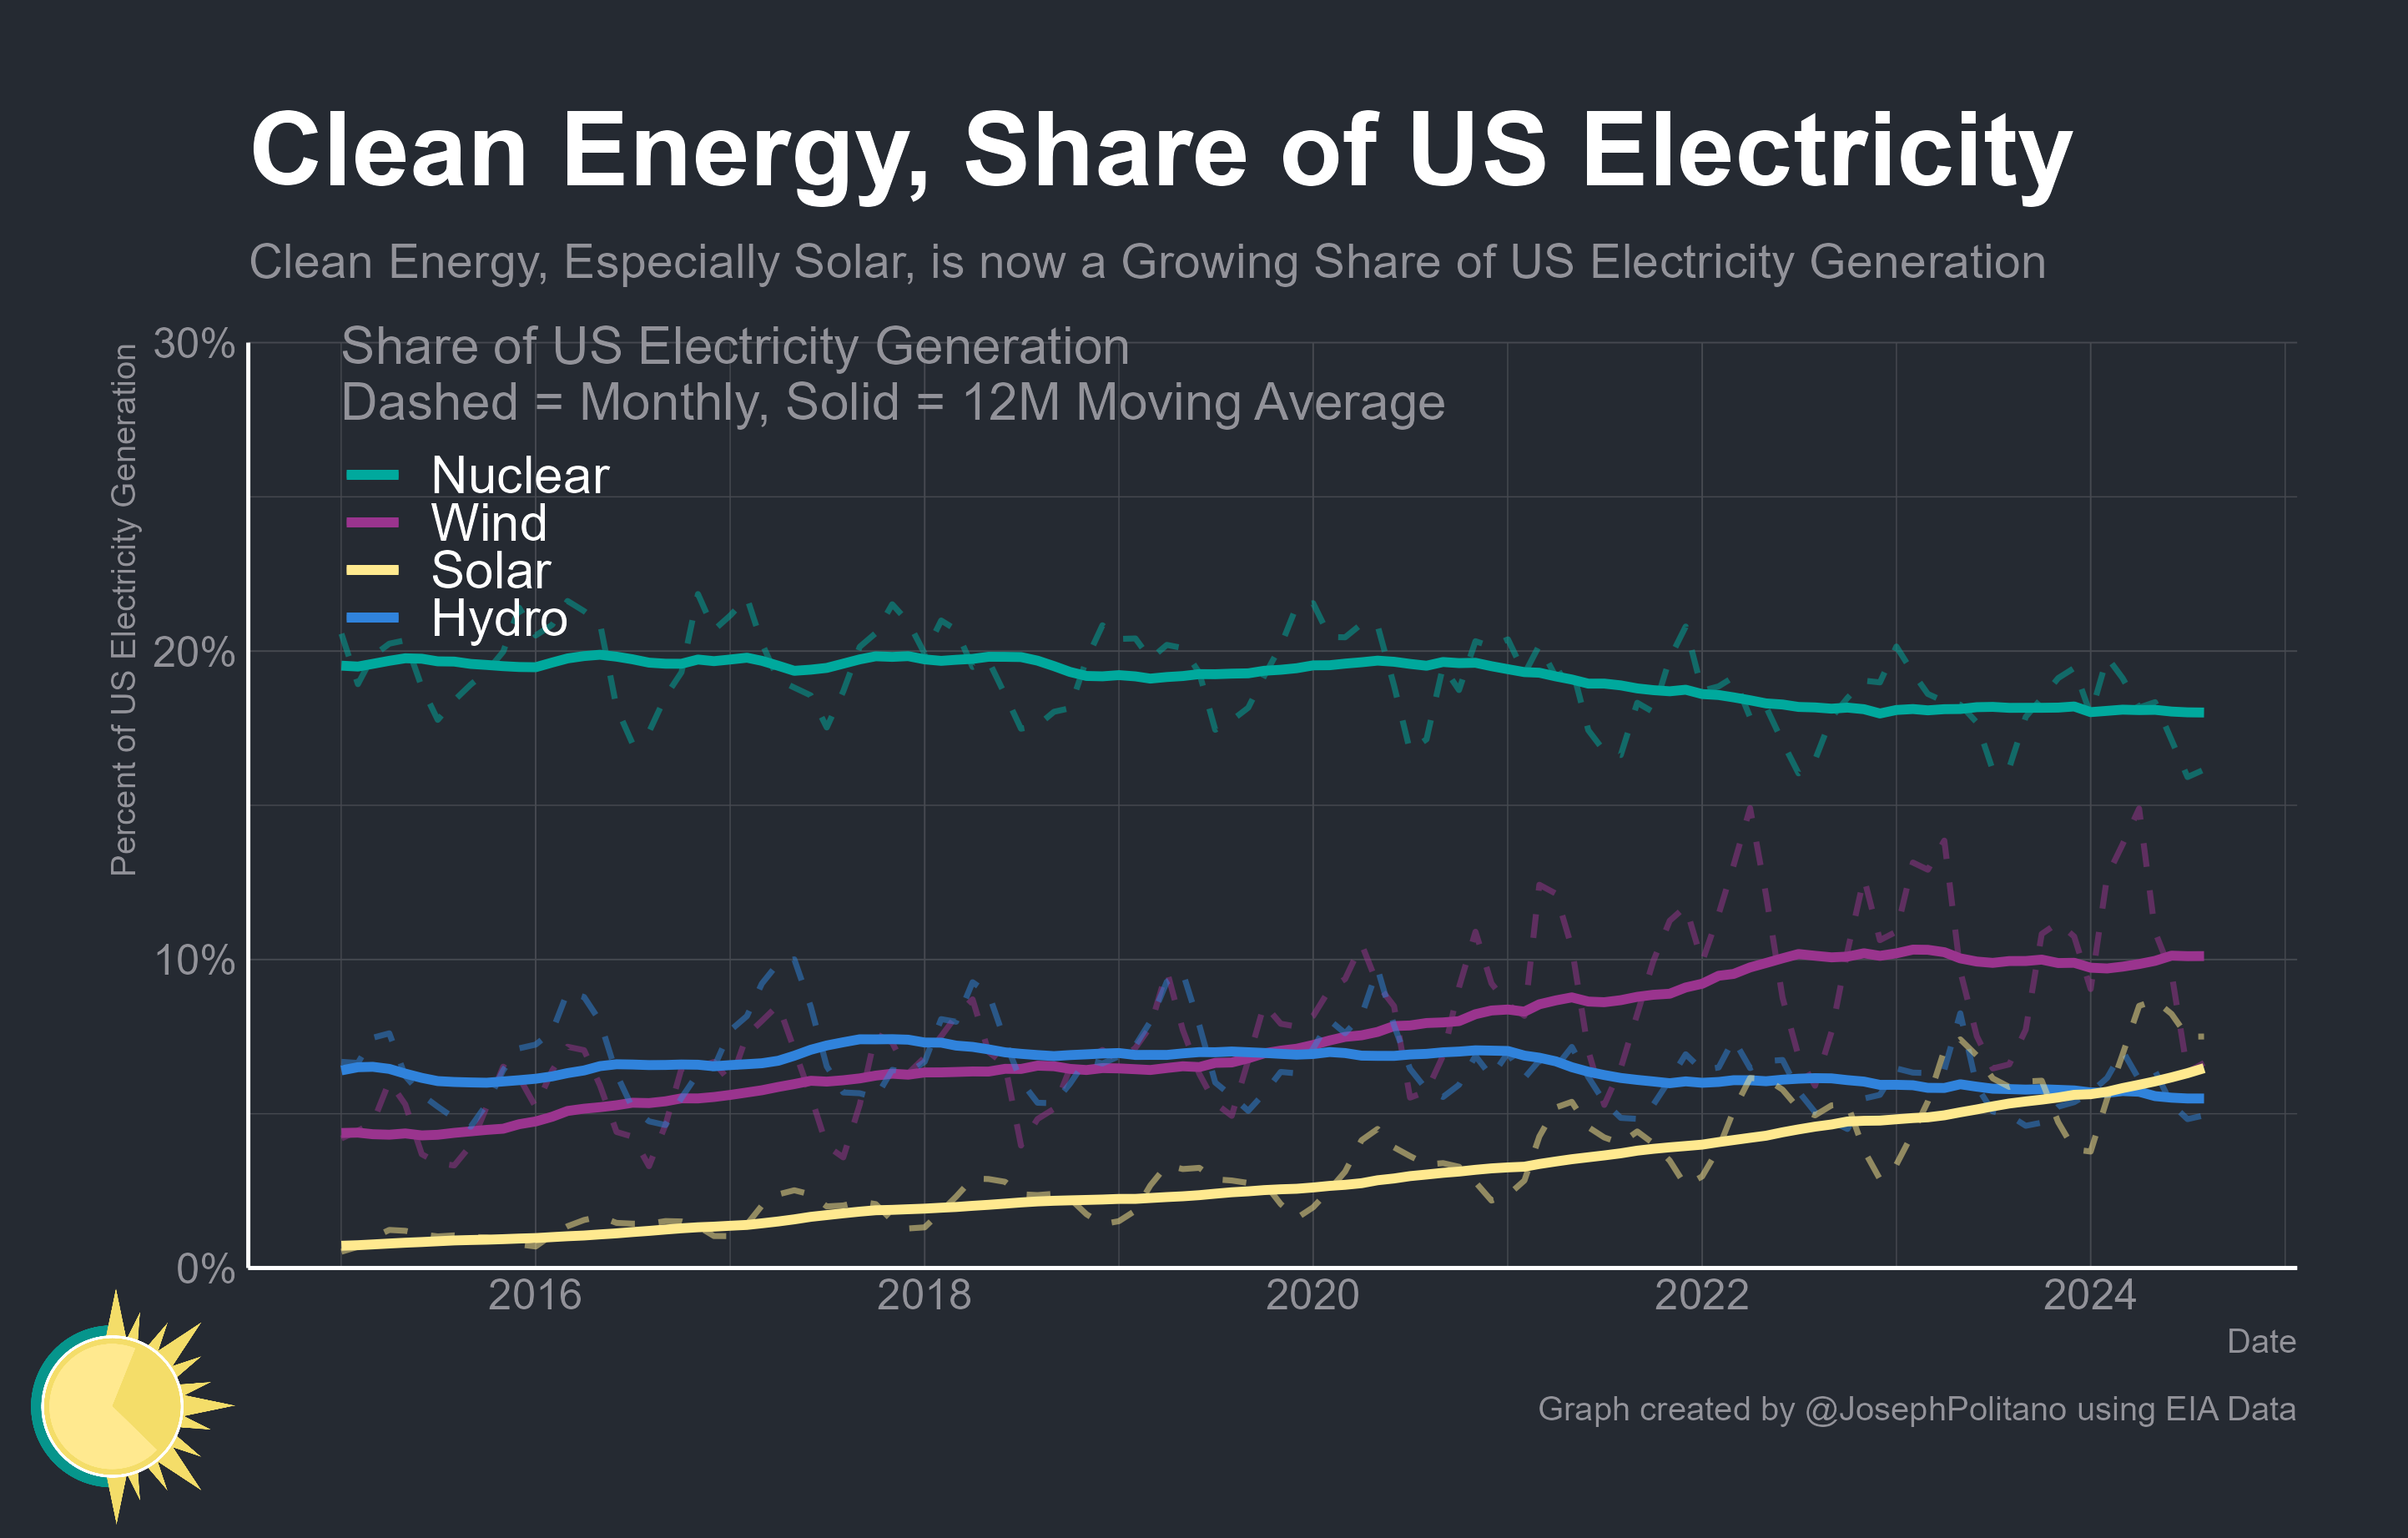 Clean Energy, Share of US Electricity
Clean Energy, Especially Solar, is now a Growing Share of US Electricity Generation
Percent of US Electricity Generation
30%
20%
10%
0%
Share of US Electricity Generation
Dashed = Monthly, Solid = 12M Moving Average
Nuclear
Wind
Solar
Hydro
2016 2018 2020 2022 2024
Date
Graph created by @JosephPolitano using EIA Data